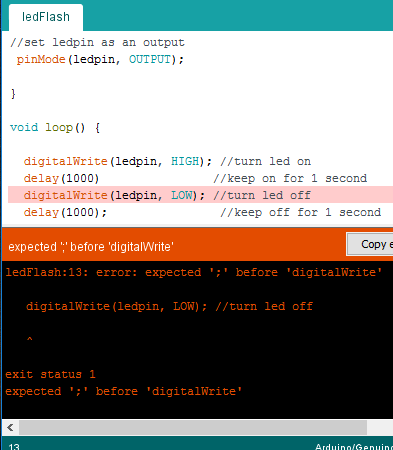 ledFlash
//set ledpin as an output
pinMode(ledpin, OUTPUT);
}
void loop() {
digitalWrite(ledpin, HIGH); //turn led on
delay(1000) //keep on for 1 second
digitalWrite(ledpin, LOW); //turn led off
delay(1000); //keep off for 1 second
expected ';' before 'digitalWrite'
Copy e
ledFlash:13: error: expected ';' before 'digitalWrite'
digitalWrite(ledpin, LOW); //turn led off
^
exit status 1
expected ';' before 'digitalWrite'
13 Arduino/Genuino